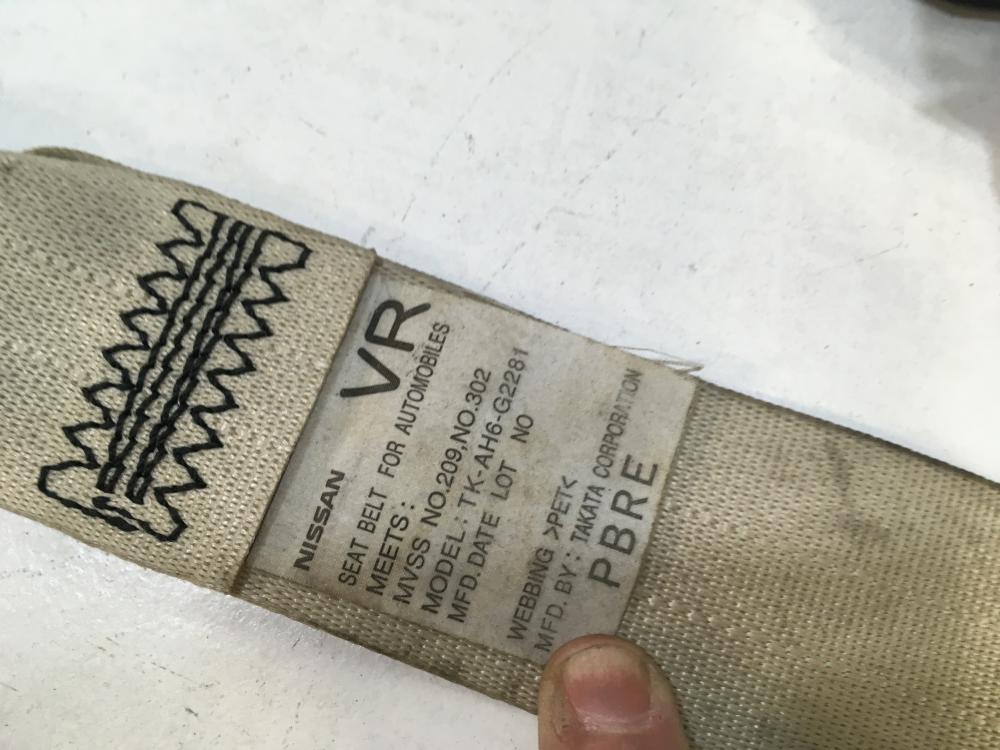 NISSAN VR
SEAT BELT FOR AUTOMOBILES
MEETS :
MVSS NO.209,NO.302
MODEL : TK-AH6-G2281
MFD. DATE LOT NO
WEBBING >PET<
MFD. BY : TAKATA CORPORATION
PBRE